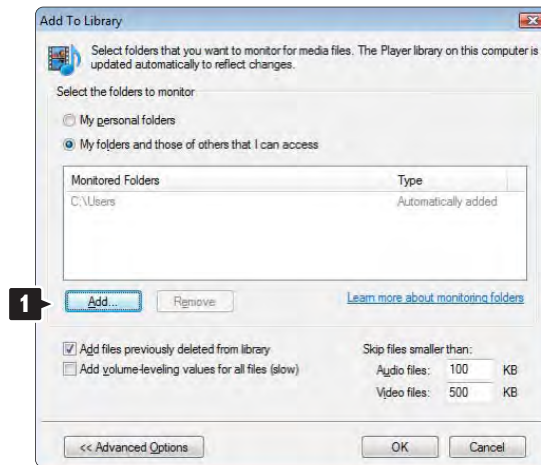 Add To Library
Select folders that you want to monitor for media files. The Player library on this computer is
updated automatically to reflect changes.
Select the folders to monitor
My personal folders
My folders and those of others that I can access
Monitored Folders Type
C:\Users Automatically added
1
Add... Remove Learn more about monitoring folders
Add files previously deleted from library Skip files smaller than:
Add volume-leveling values for all files (slow) Audio files: 100 KB
Video files: 500 KB
<< Advanced Options OK Cancel